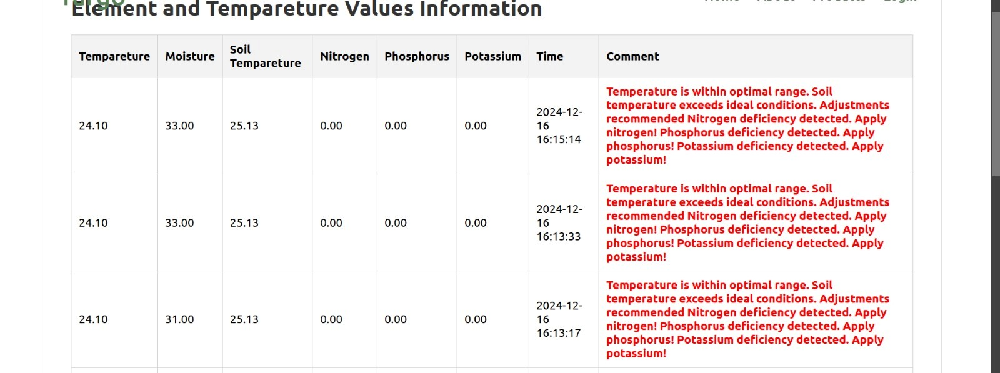 Element and Tempareture Values Information
Tempareture Moisture Soil Tempareture Nitrogen Phosphorus Potassium Time Comment
24.10 33.00 25.13 0.00 0.00 0.00
2024-12-
16
16:15:14
Temperature is within optimal range. Soil
temperature exceeds ideal conditions. Adjustments
recommended Nitrogen deficiency detected. Apply
nitrogen! Phosphorus deficiency detected. Apply
phosphorus! Potassium deficiency detected. Apply
potassium!
24.10 33.00 25.13 0.00 0.00 0.00
2024-12-
16
16:13:33
Temperature is within optimal range. Soil
temperature exceeds ideal conditions. Adjustments
recommended Nitrogen deficiency detected. Apply
nitrogen! Phosphorus deficiency detected. Apply
phosphorus! Potassium deficiency detected. Apply
potassium!
24.10 31.00 25.13 0.00 0.00 0.00
2024-12-
16
16:13:17
Temperature is within optimal range. Soil
temperature exceeds ideal conditions. Adjustments
recommended Nitrogen deficiency detected. Apply
nitrogen! Phosphorus deficiency detected. Apply
phosphorus! Potassium deficiency detected. Apply
potassium!